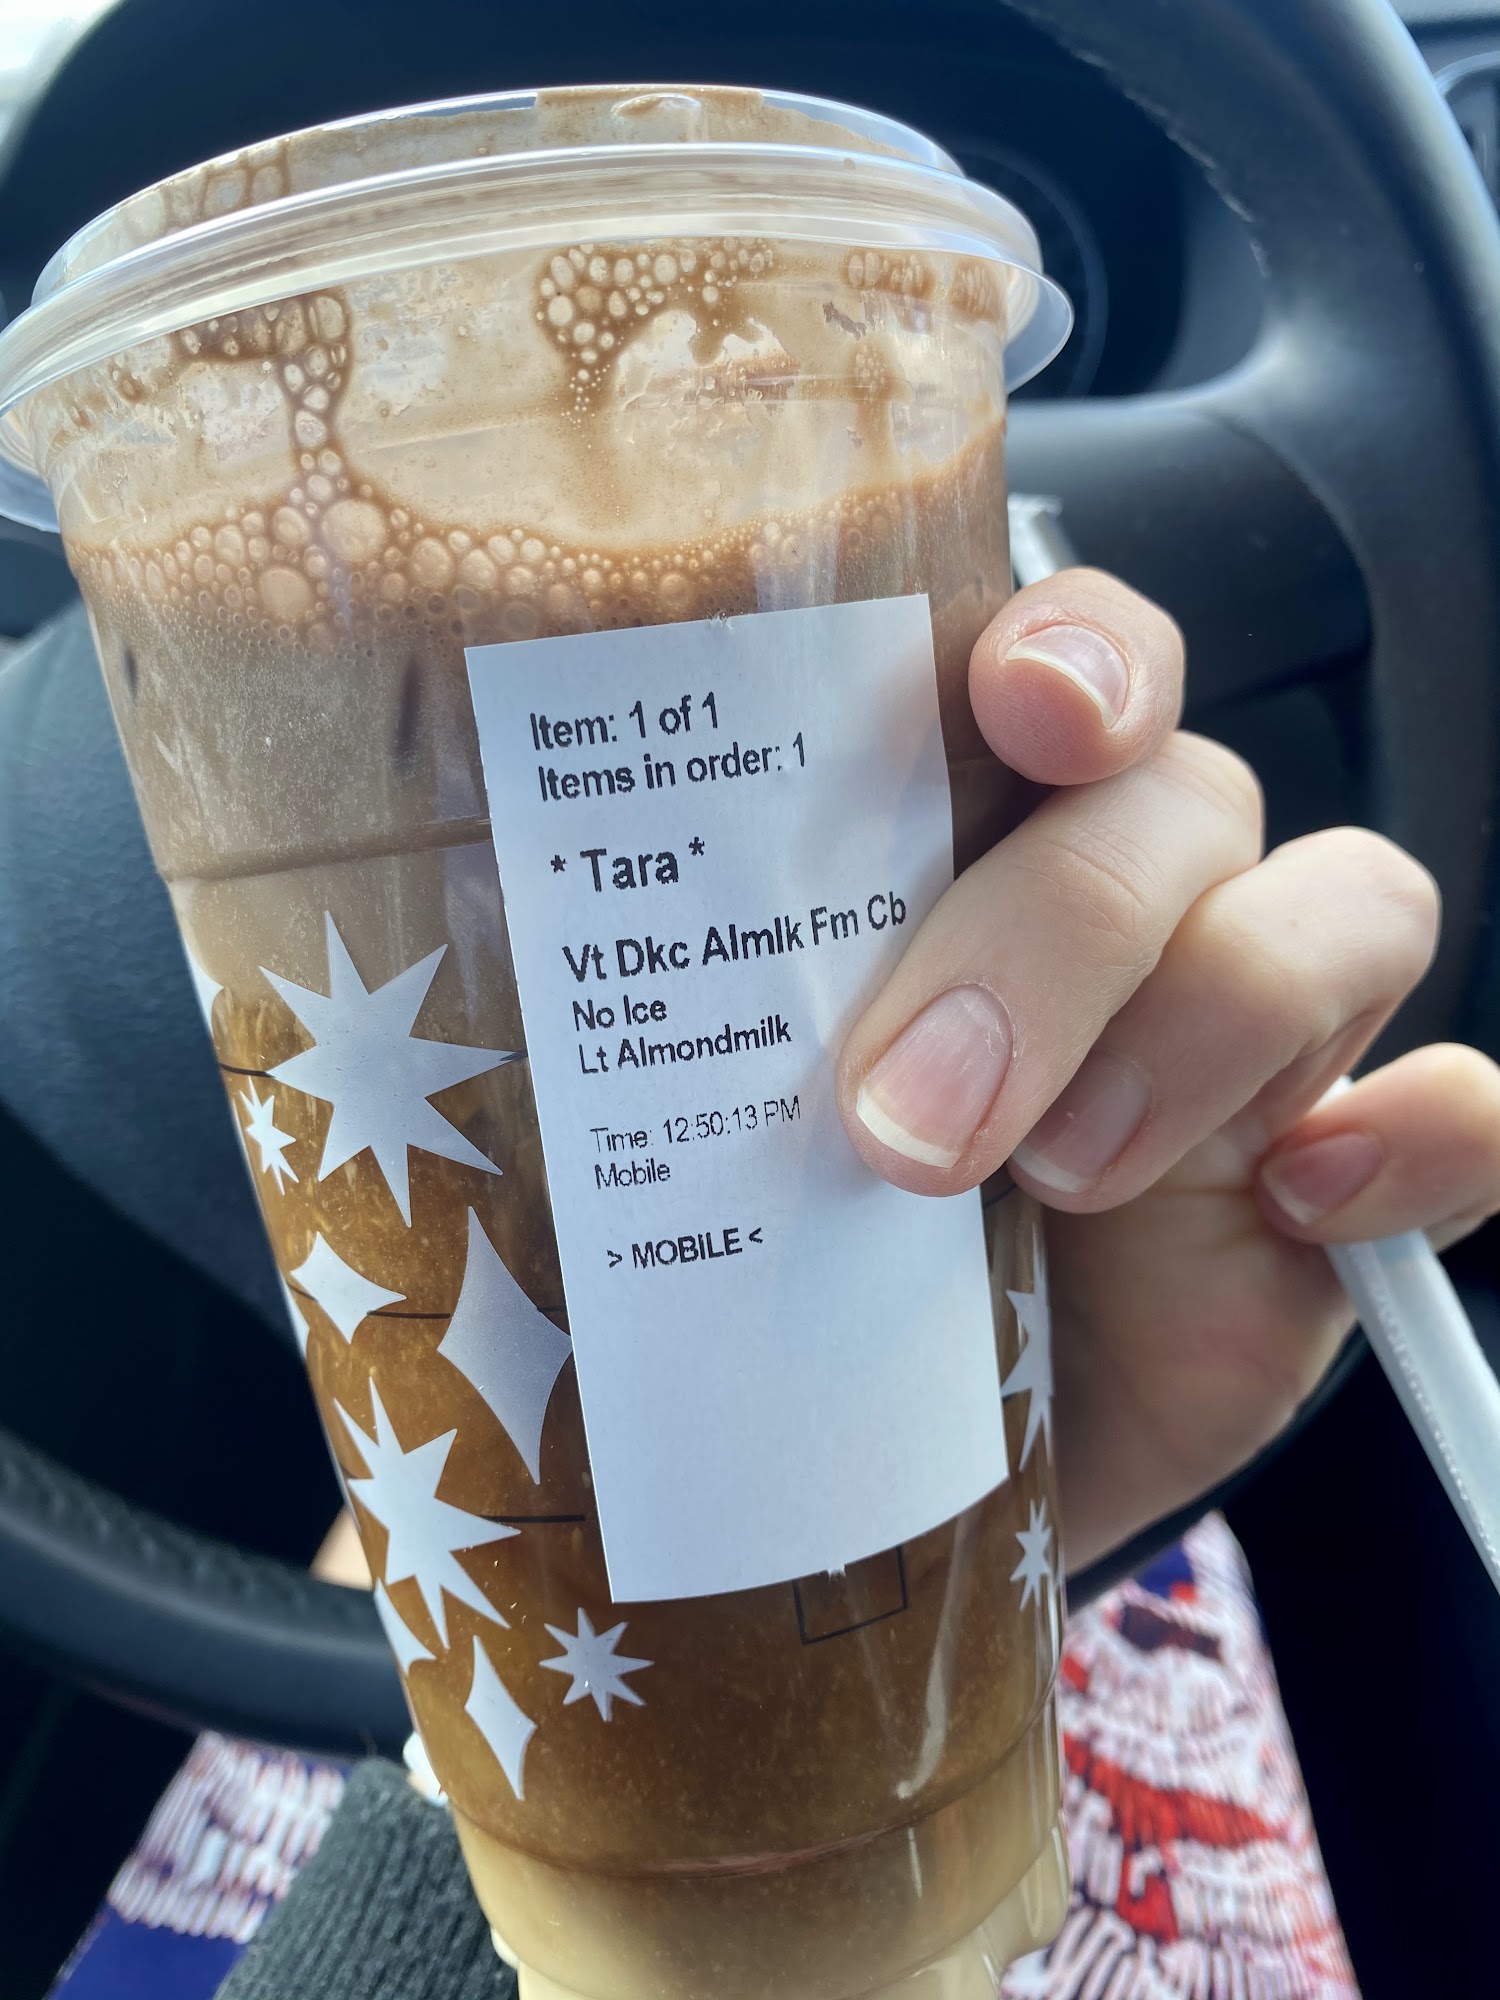 Item: 1 of 1
Items in order: 1
* Tara *
Vt Dkc Almlk Fm Cb
No Ice
Lt Almondmilk
Time: 12:50:13 PM
Mobile
> MOBILE <